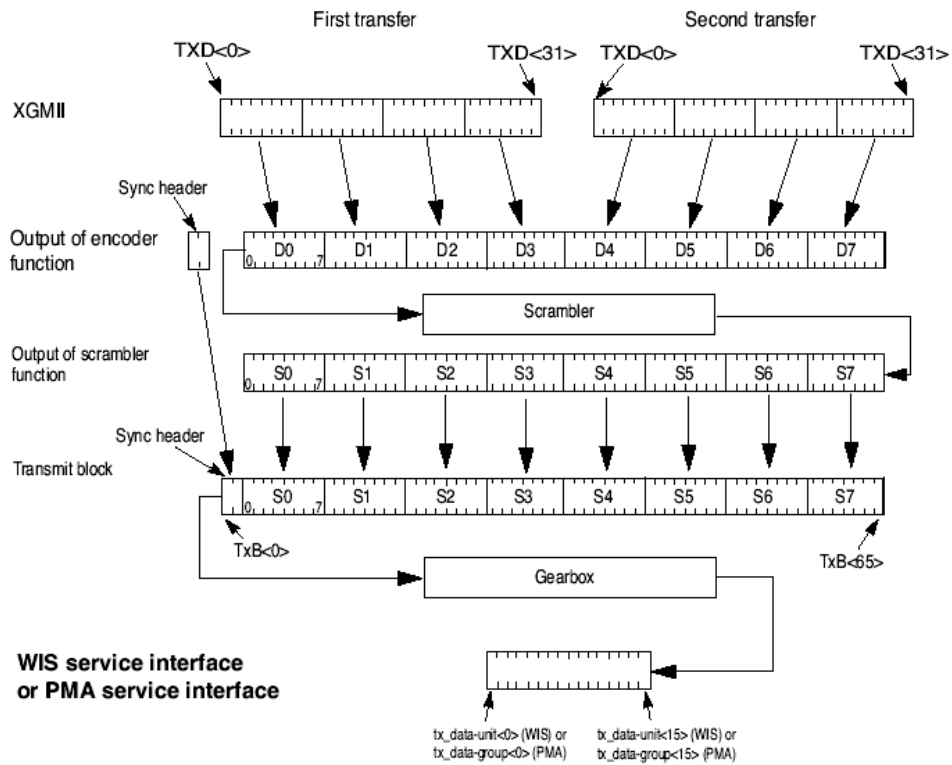 First transfer
Second transfer
TXD<0>
TXD<31>
TXD<0>
TXD<31>
XGMII
Sync header
Output of encoder
function
D0 D1 D2 D3 D4 D5 D6 D7
0 7
Scrambler
Output of scrambler
function
S0 S1 S2 S3 S4 S5 S6 S7
0 7
Sync header
Transmit block
S0 S1 S2 S3 S4 S5 S6 S7
0 7
TxB<0>
TxB<65>
Gearbox
WIS service interface
or PMA service interface
tx_data-unit<0> (WIS) or
tx_data-group<0> (PMA)
tx_data-unit<15> (WIS) or
tx_data-group<15> (PMA)